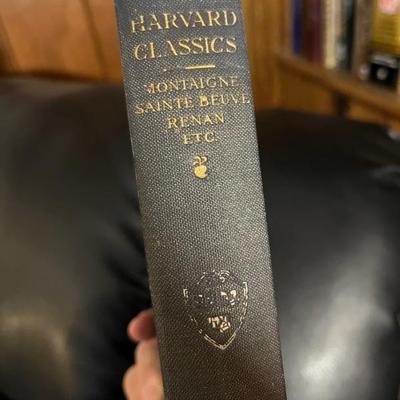 HARVARD
CLASSICS
MONTAIGNE
SAINTE BEUVE
RENAN
ETC.